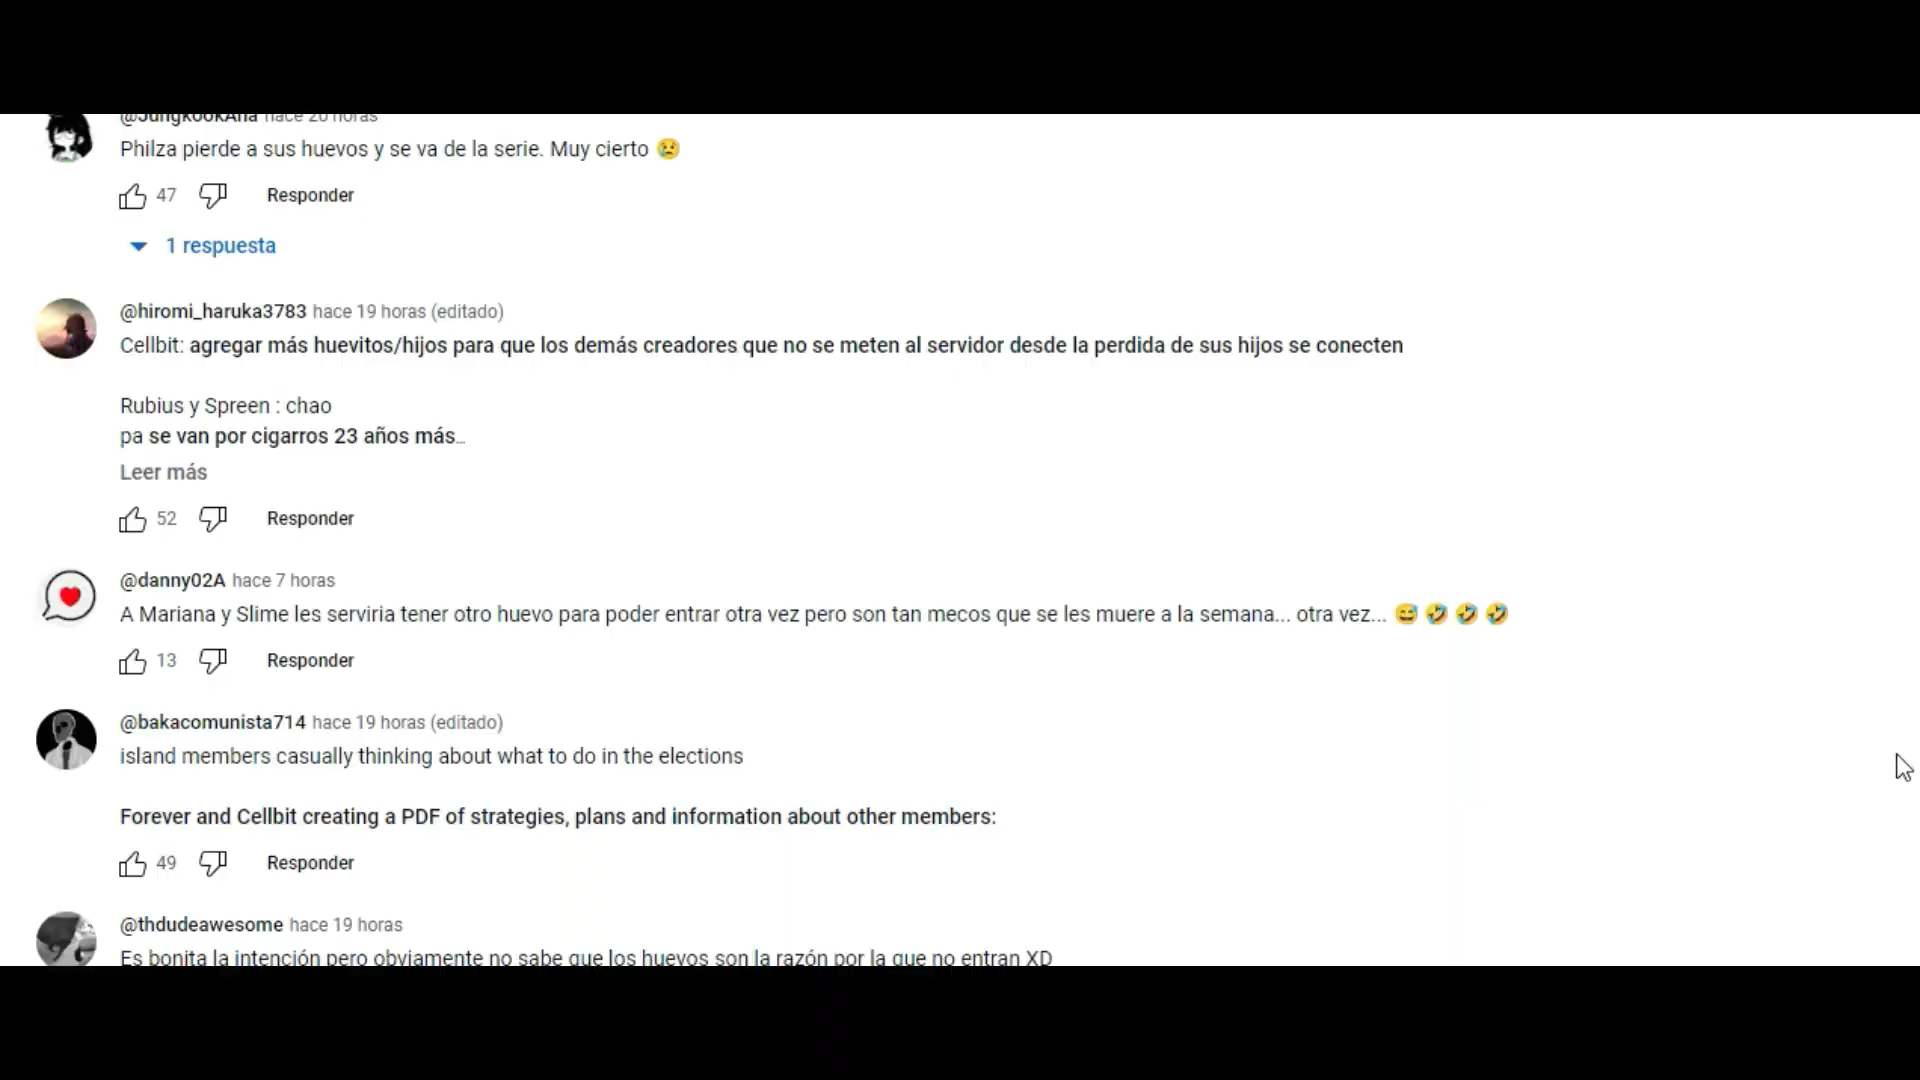 @JungkookAna hace 20 horas
Philza pierde a sus huevos y se va de la serie. Muy cierto 😢
47 Responder
1 respuesta
@hiromi_haruka3783 hace 19 horas (editado)
Cellbit: agregar más huevitos/hijos para que los demás creadores que no se meten al servidor desde la perdida de sus hijos se conecten
Rubius y Spreen : chao
pa se van por cigarros 23 años más...
Leer más
52 Responder
@danny02A hace 7 horas
A Mariana y Slime les serviria tener otro huevo para poder entrar otra vez pero son tan mecos que se les muere a la semana... otra vez... 😅 🤣 🤣 🤣
13 Responder
@bakacomunista714 hace 19 horas (editado)
island members casually thinking about what to do in the elections
Forever and Cellbit creating a PDF of strategies, plans and information about other members:
49 Responder
@thdudeawesome hace 19 horas
Es bonita la intención pero obviamente no sabe que los huevos son la razón por la que no entran XD